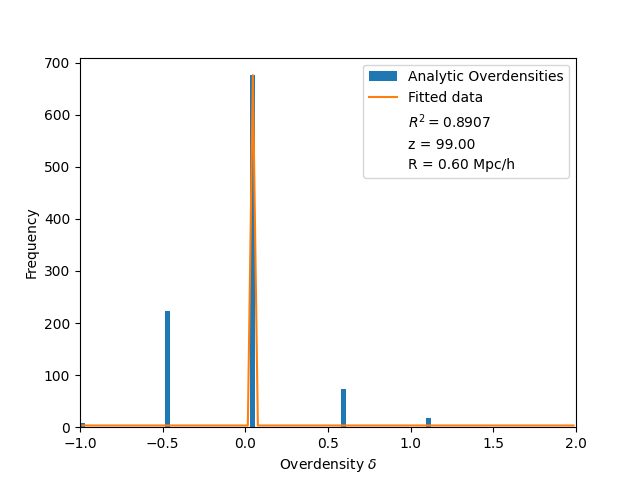 700
600
500
400
300
200
100
0
Frequency
−1.0 −0.5 0.0 0.5 1.0 1.5 2.0
Overdensity δ
Analytic Overdensities
Fitted data
R² = 0.8907
z = 99.00
R = 0.60 Mpc/h